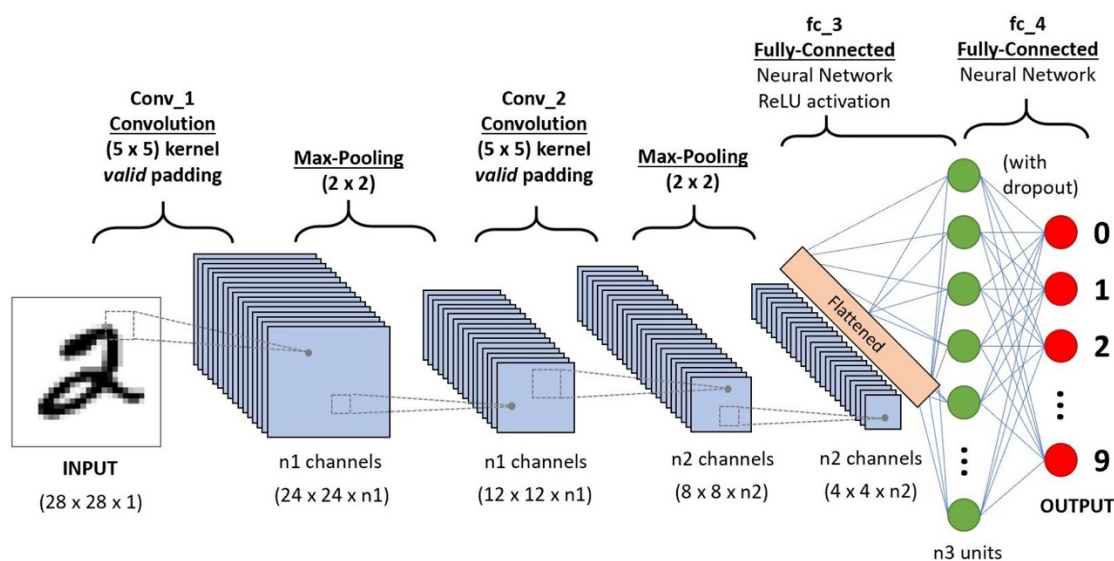 Conv_1
Convolution
(5 x 5) kernel
valid padding
Max-Pooling
(2 x 2)
Conv_2
Convolution
(5 x 5) kernel
valid padding
Max-Pooling
(2 x 2)
fc_3
Fully-Connected
Neural Network
ReLU activation
fc_4
Fully-Connected
Neural Network
(with
dropout)
2
INPUT
(28 x 28 x 1)
n1 channels
(24 x 24 x n1)
n1 channels
(12 x 12 x n1)
n2 channels
(8 x 8 x n2)
n2 channels
(4 x 4 x n2)
Flattened
n3 units
0
1
2
9
OUTPUT